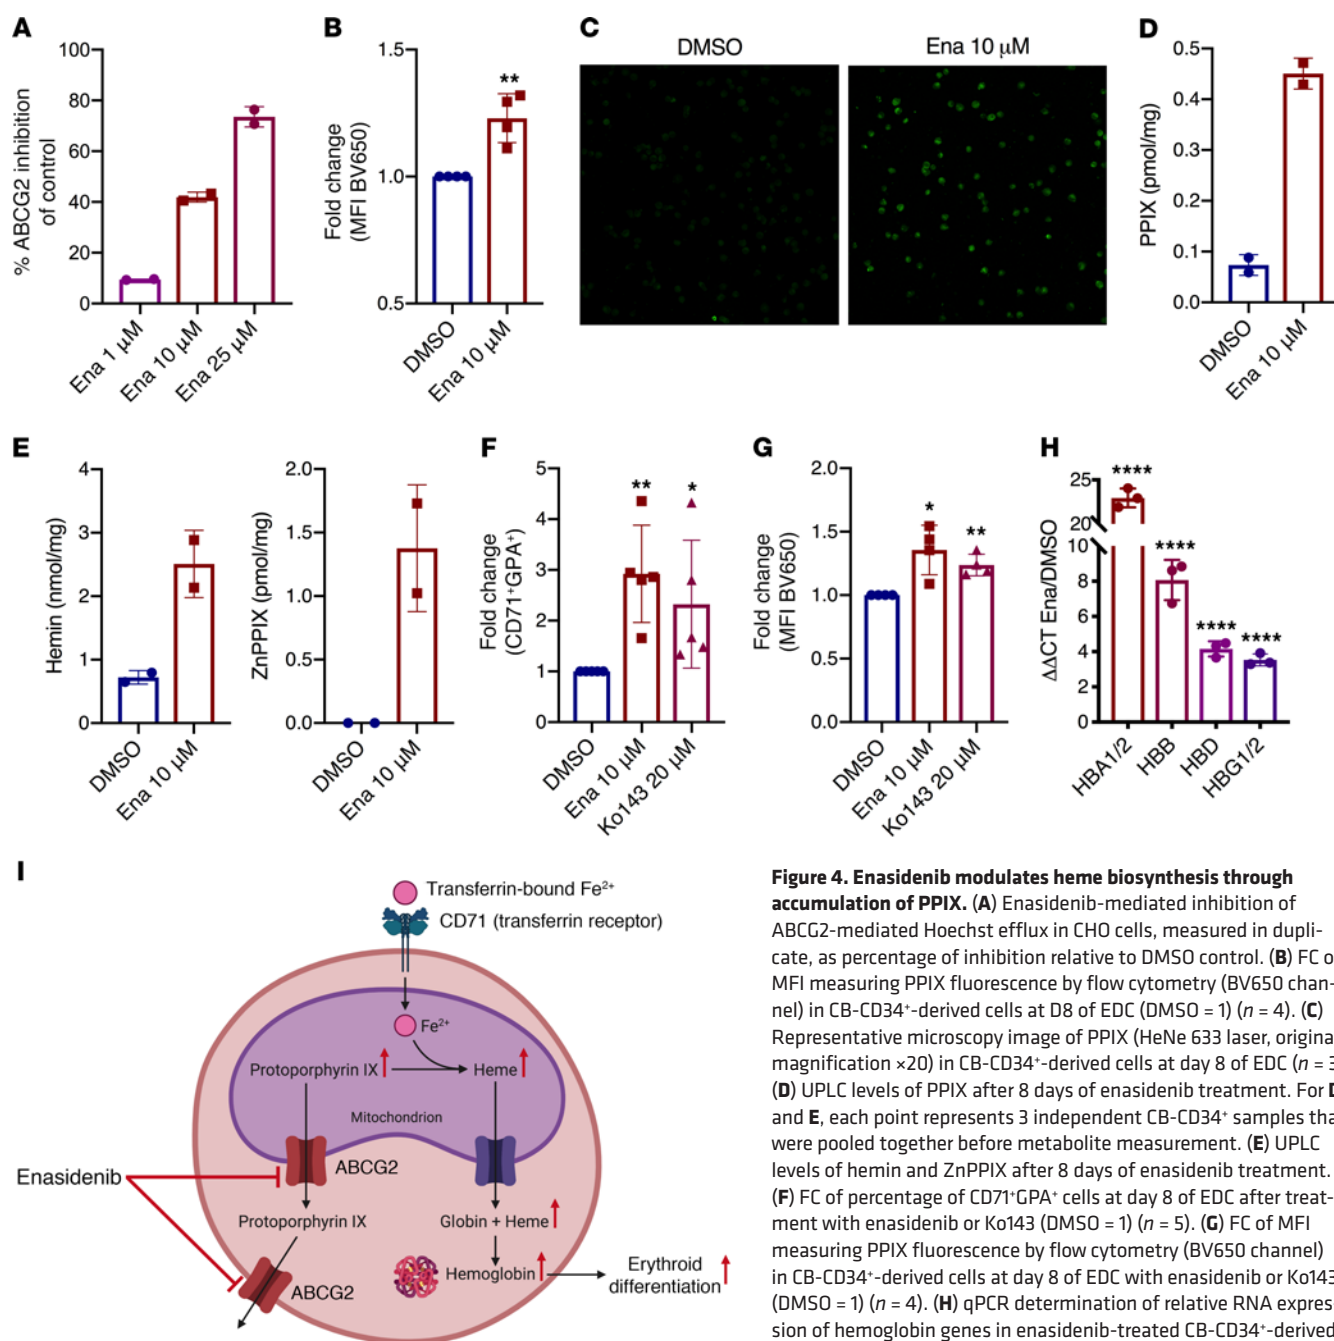 A
% ABCG2 inhibition
of control
100
80
60
40
20
0
Ena 1 µM
Ena 10 µM
Ena 25 µM
B
Fold change
(MFI BV650)
1.5
1.0
0.5
**
DMSO
Ena 10 µM
C
DMSO
Ena 10 µM
D
PPIX (pmol/mg)
0.5
0.4
0.3
0.2
0.1
0.0
DMSO
Ena 10 µM
E
Hemin (nmol/mg)
4
3
2
1
0
DMSO
Ena 10 µM
ZnPPIX (pmol/mg)
2.0
1.5
1.0
0.5
0.0
DMSO
Ena 10 µM
F
Fold change
(CD71⁺GPA⁺)
5
4
3
2
1
0
**
*
DMSO
Ena 10 µM
Ko143 20 µM
G
Fold change
(MFI BV650)
2.0
1.5
1.0
0.5
0.0
*
**
DMSO
Ena 10 µM
Ko143 20 µM
H
ΔΔCT Ena/DMSO
25
20
10
8
6
4
2
0
****
****
****
****
HBA1/2
HBB
HBD
HBG1/2
I
Transferrin-bound Fe²⁺
CD71 (transferrin receptor)
Fe²⁺
Protoporphyrin IX
Heme
Mitochondrion
ABCG2
Enasidenib
Protoporphyrin IX
Globin + Heme
Hemoglobin
Erythroid
differentiation
ABCG2
Figure 4. Enasidenib modulates heme biosynthesis through
accumulation of PPIX. (A) Enasidenib-mediated inhibition of
ABCG2-mediated Hoechst efflux in CHO cells, measured in dupli-
cate, as percentage of inhibition relative to DMSO control. (B) FC o
MFI measuring PPIX fluorescence by flow cytometry (BV650 chan-
nel) in CB-CD34⁺-derived cells at D8 of EDC (DMSO = 1) (n = 4). (C)
Representative microscopy image of PPIX (HeNe 633 laser, origina
magnification ×20) in CB-CD34⁺-derived cells at day 8 of EDC (n = 3
(D) UPLC levels of PPIX after 8 days of enasidenib treatment. For D
and E, each point represents 3 independent CB-CD34⁺ samples tha
were pooled together before metabolite measurement. (E) UPLC
levels of hemin and ZnPPIX after 8 days of enasidenib treatment.
(F) FC of percentage of CD71⁺GPA⁺ cells at day 8 of EDC after treat-
ment with enasidenib or Ko143 (DMSO = 1) (n = 5). (G) FC of MFI
measuring PPIX fluorescence by flow cytometry (BV650 channel)
in CB-CD34⁺-derived cells at day 8 of EDC with enasidenib or Ko143
(DMSO = 1) (n = 4). (H) qPCR determination of relative RNA expres-
sion of hemoglobin genes in enasidenib-treated CB-CD34⁺-derived